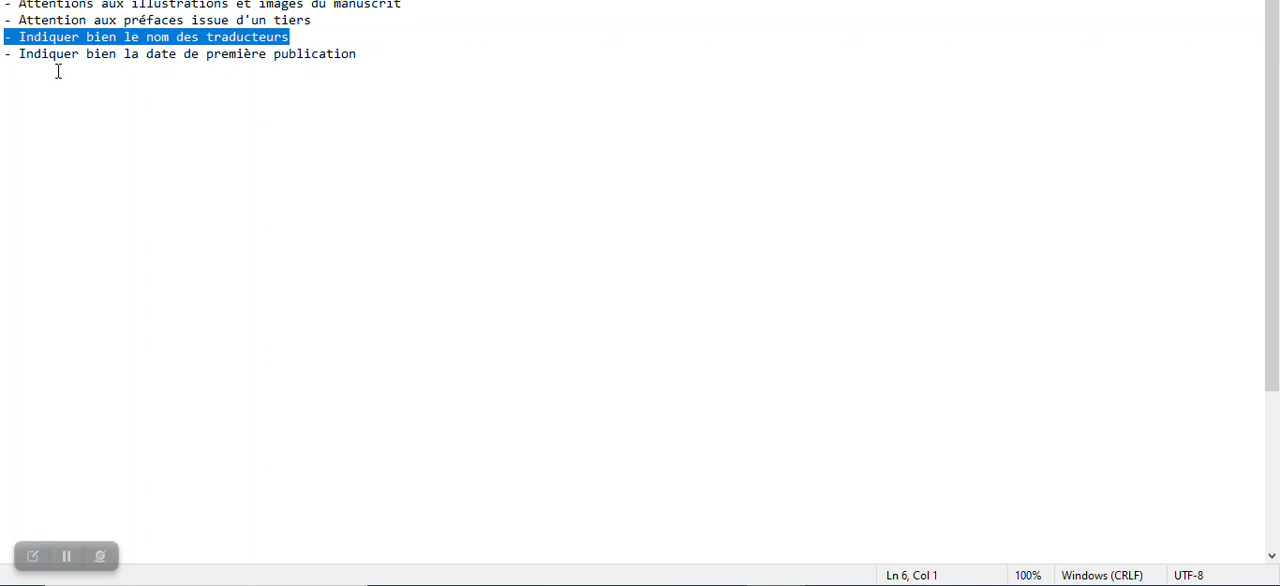 - Attentions aux illustrations et images du manuscrit
- Attention aux préfaces issue d'un tiers
- Indiquer bien le nom des traducteurs
- Indiquer bien la date de première publication
Ln 6, Col 1 100% Windows (CRLF) UTF-8